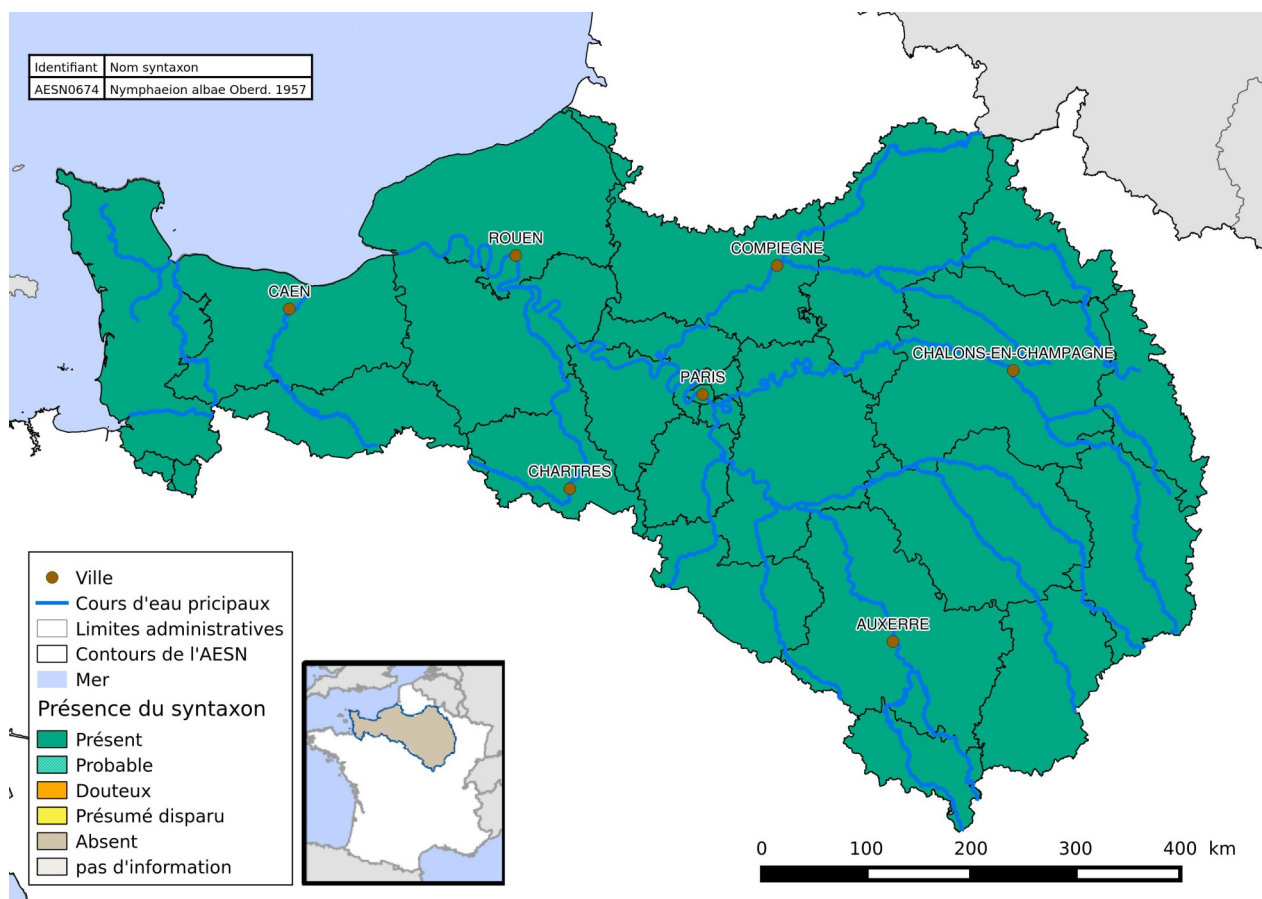 Identifiant Nom syntaxon
AESN0674 Nymphaeion albae Oberd. 1957
ROUEN
COMPIEGNE
CAEN
CHALONS-EN-CHAMPAGNE
PARIS
CHARTRES
AUXERRE
Ville
Cours d'eau pricipaux
Limites administratives
Contours de l'AESN
Mer
Présence du syntaxon
Présent
Probable
Douteux
Présumé disparu
Absent
pas d'information
0 100 200 300 400 km